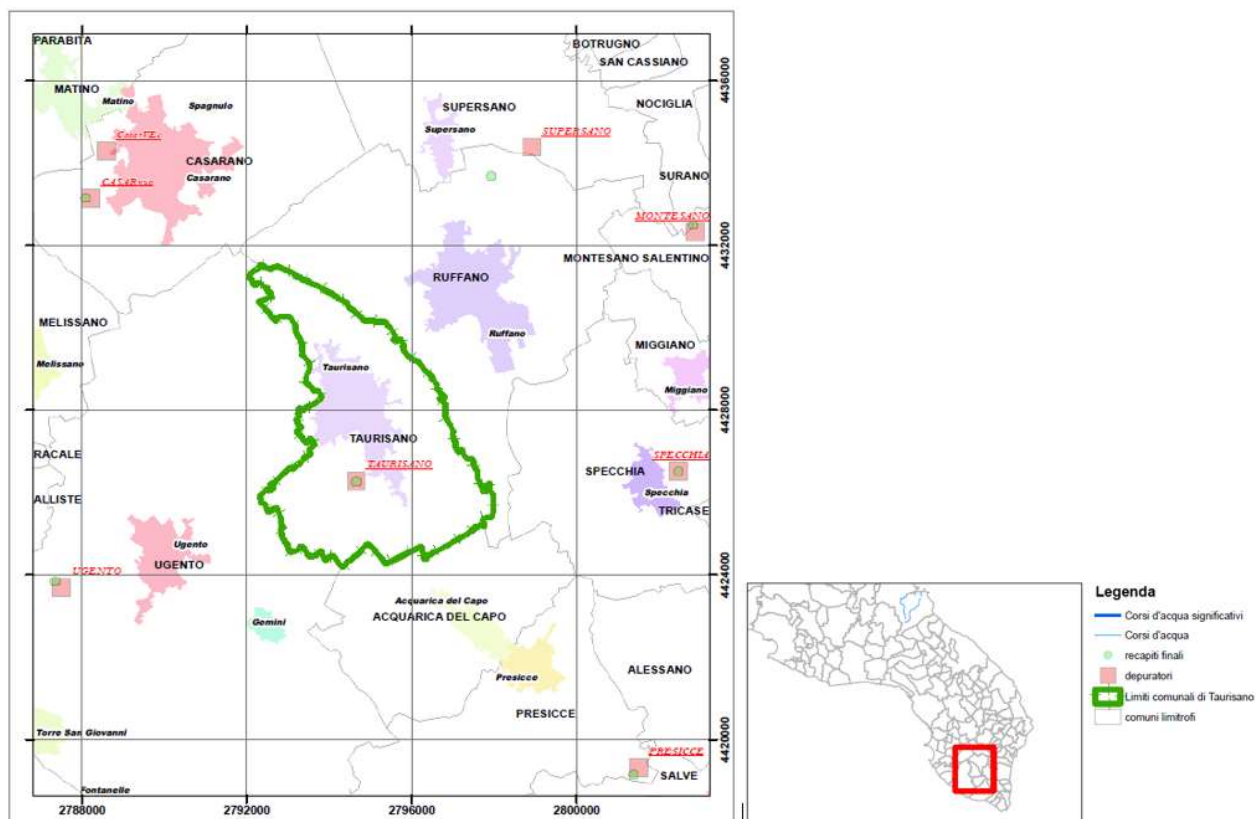 PARABITA
BOTRUGNO
SAN CASSIANO
4436000
MATINO
Matino
Spagnulo
SUPERSANO
NOCIGLIA
Supersano
SUPERSANO
CASARANO
Casarano
CASARano
SURANO
MONTESANO
4432000
MONTESANO SALENTINO
RUFFANO
Ruffano
MELISSANO
Melissano
MIGGIANO
Miggiano
Taurisano
4428000
TAURISANO
TAURISANO
RACALE
ALLISTE
SPECCHIA
SPECCHIA
Specchia
TRICASE
Ugento
UGENTO
UGENTO
4424000
Gemini
Acquarica del Capo
ACQUARICA DEL CAPO
Presicce
PRESICCE
ALESSANO
Torre San Giovanni
4420000
PRESICCE
SALVE
Fontanelle
2788000
2792000
2796000
2800000
Legenda
Corsi d'acqua significativi
Corsi d'acqua
recapiti finali
depuratori
Limiti comunali di Taurisano
comuni limitrofi